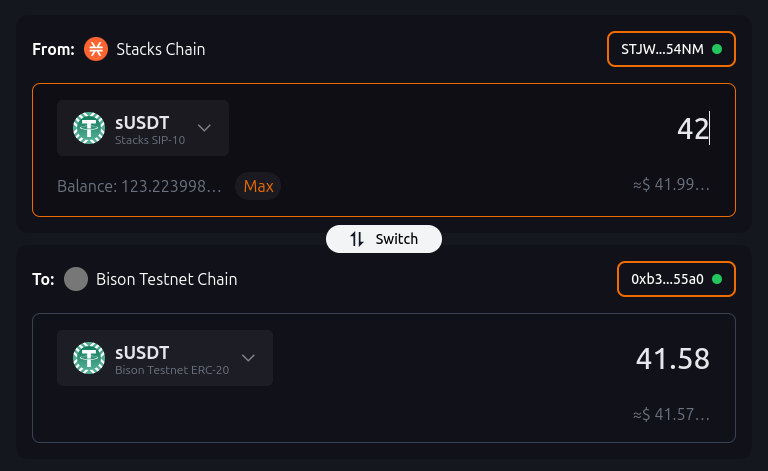 From: Stacks Chain STJW...54NM
sUSDT
Stacks SIP-10
42
Balance: 123.223998... Max ≈$ 41.99...
Switch
To: Bison Testnet Chain 0xb3...55a0
sUSDT
Bison Testnet ERC-20
41.58
≈$ 41.57...